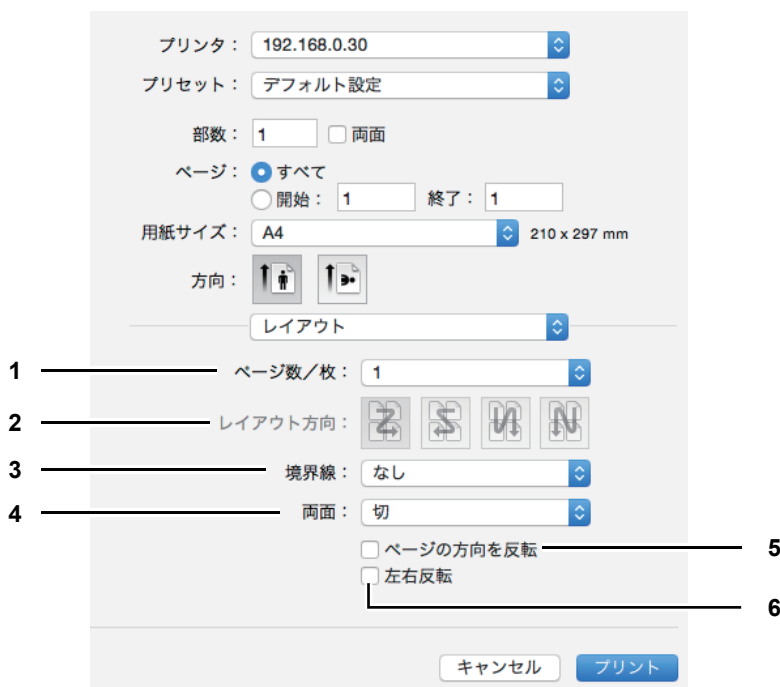 プリンタ： 192.168.0.30
プリセット： デフォルト設定
部数： 1 両面
ページ： すべて
開始： 1 終了： 1
用紙サイズ： A4 210 x 297 mm
方向：
レイアウト
1 ページ数／枚： 1
2 レイアウト方向：
3 境界線： なし
4 両面： 切
ページの方向を反転 5
左右反転
6
キャンセル プリント